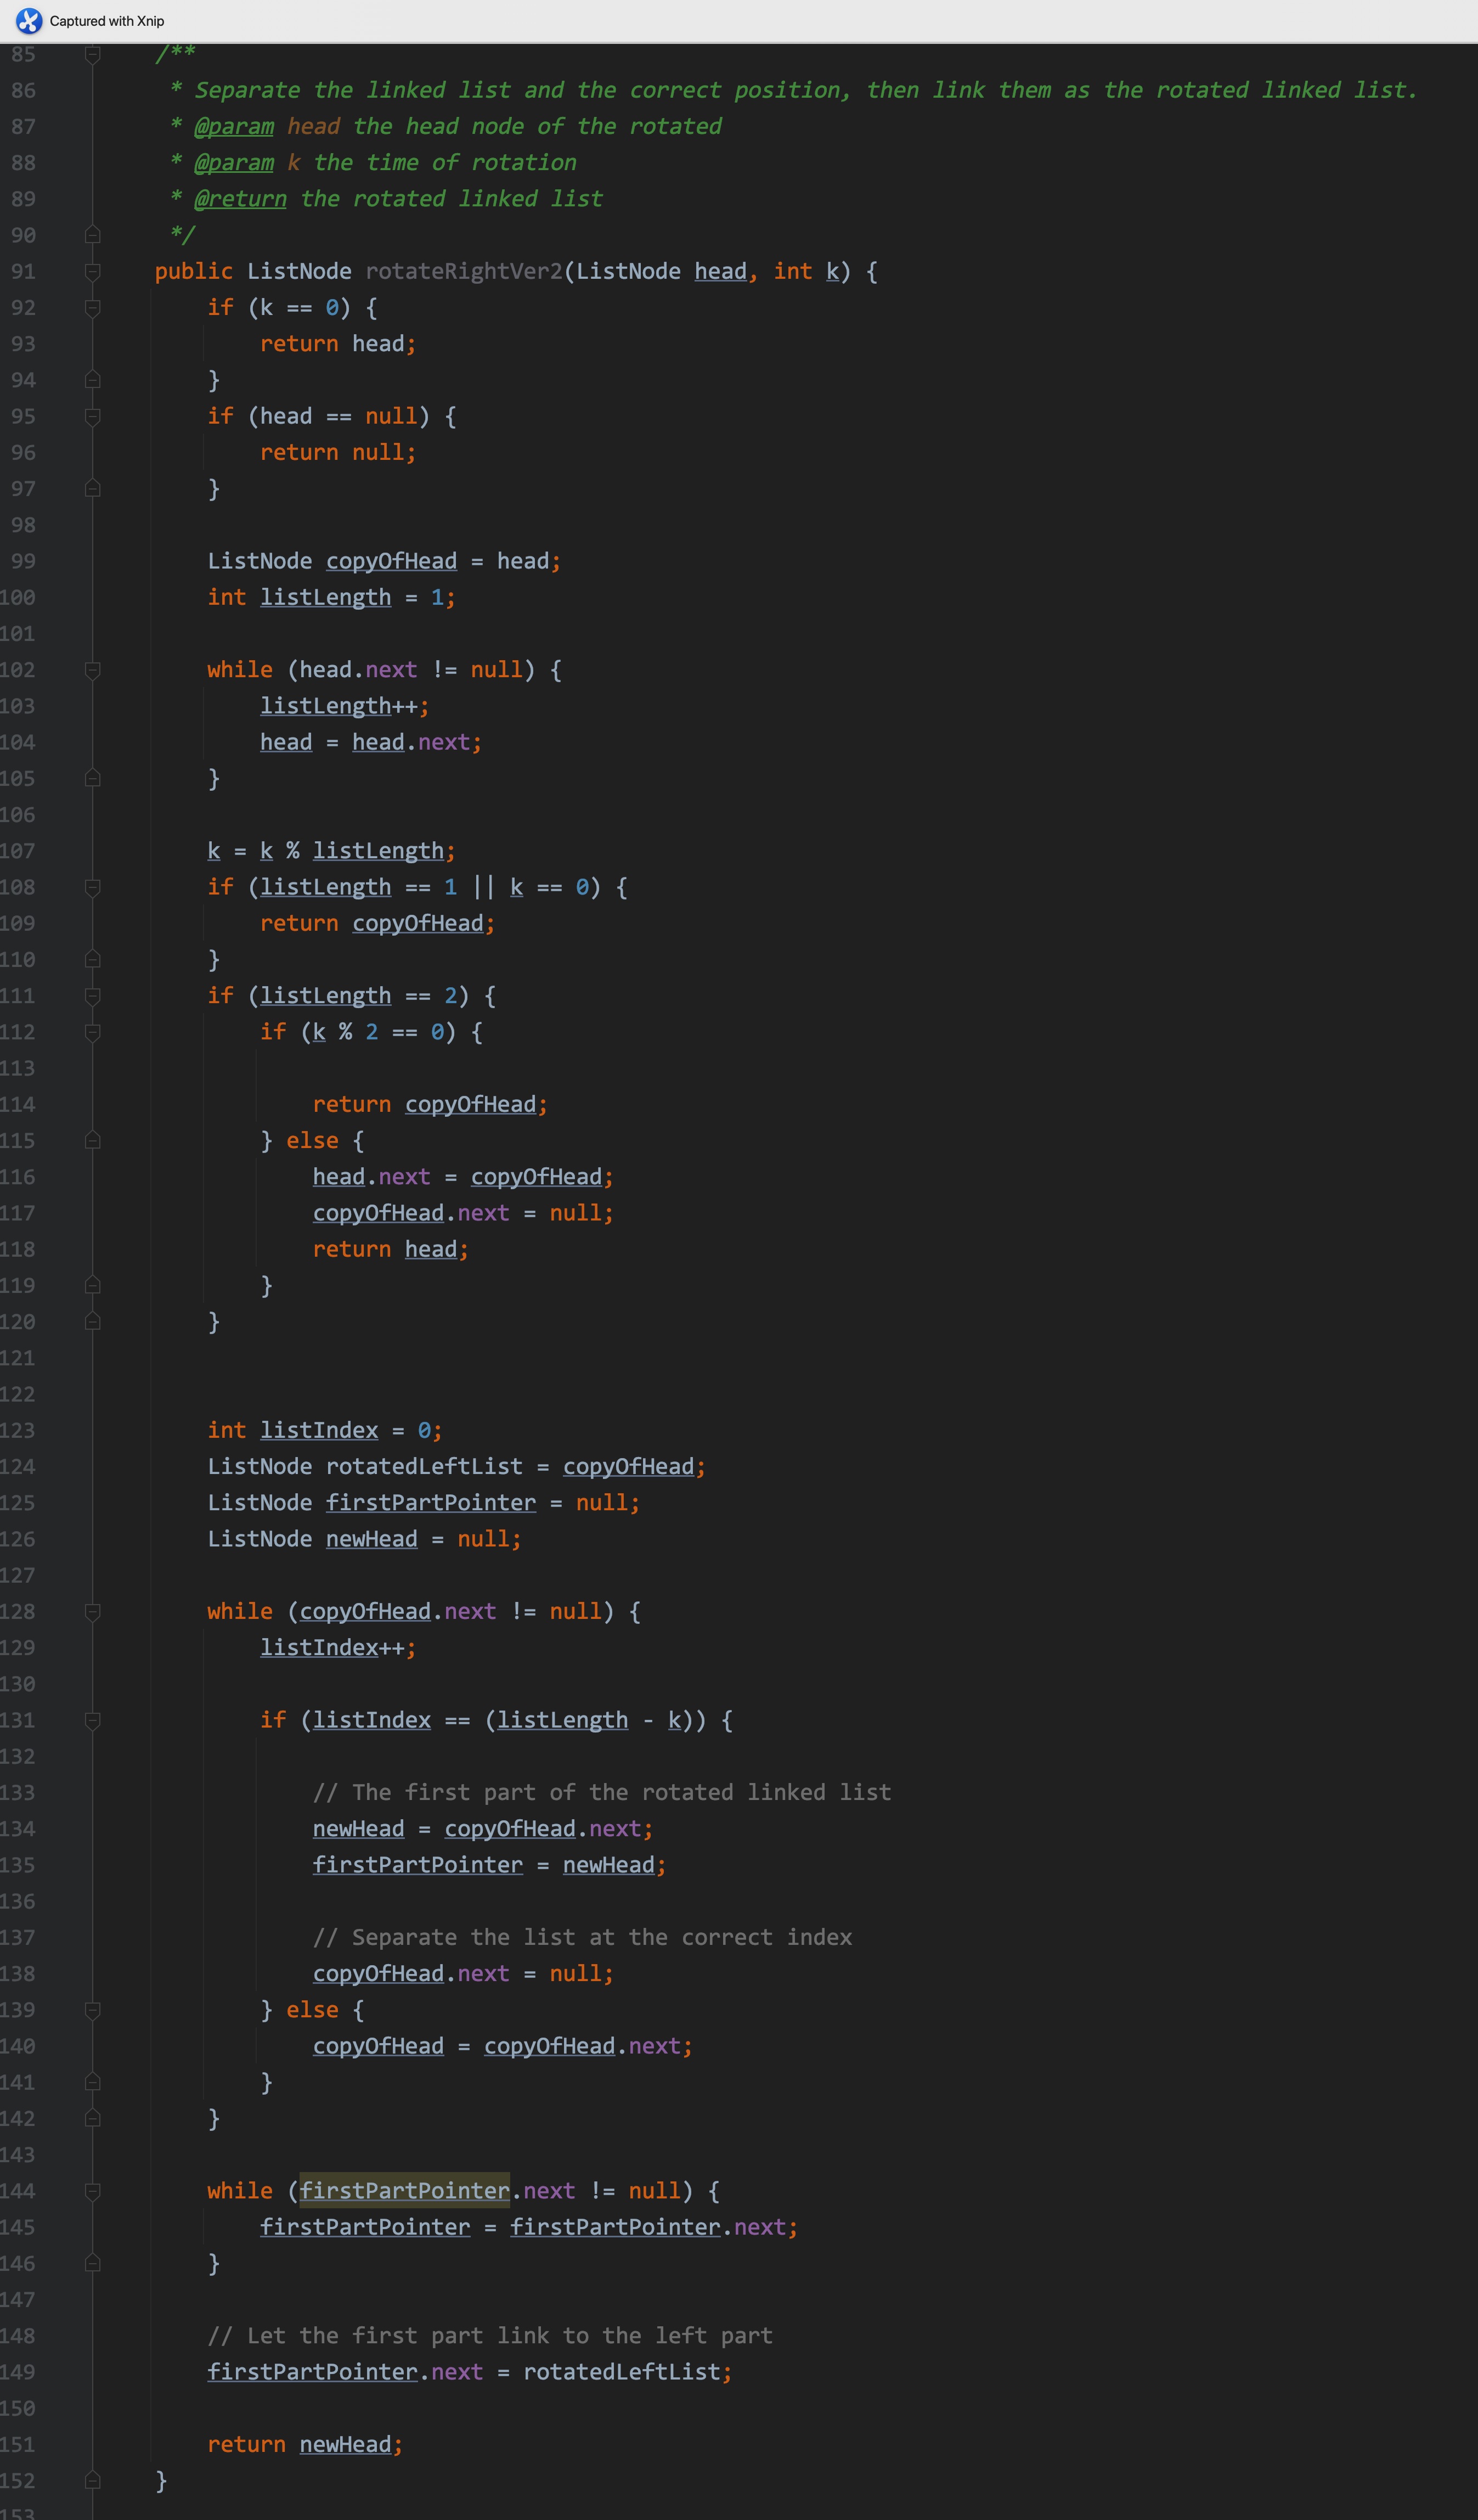 Captured with Xnip
85 /**
86 * Separate the linked list and the correct position, then link them as the rotated linked list.
87 * @param head the head node of the rotated
88 * @param k the time of rotation
89 * @return the rotated linked list
90 */
91 public ListNode rotateRightVer2(ListNode head, int k) {
92 if (k == 0) {
93 return head;
94 }
95 if (head == null) {
96 return null;
97 }
98
99 ListNode copyOfHead = head;
100 int listLength = 1;
101
102 while (head.next != null) {
103 listLength++;
104 head = head.next;
105 }
106
107 k = k % listLength;
108 if (listLength == 1 || k == 0) {
109 return copyOfHead;
110 }
111 if (listLength == 2) {
112 if (k % 2 == 0) {
113
114 return copyOfHead;
115 } else {
116 head.next = copyOfHead;
117 copyOfHead.next = null;
118 return head;
119 }
120 }
121
122
123 int listIndex = 0;
124 ListNode rotatedLeftList = copyOfHead;
125 ListNode firstPartPointer = null;
126 ListNode newHead = null;
127
128 while (copyOfHead.next != null) {
129 listIndex++;
130
131 if (listIndex == (listLength - k)) {
132
133 // The first part of the rotated linked list
134 newHead = copyOfHead.next;
135 firstPartPointer = newHead;
136
137 // Separate the list at the correct index
138 copyOfHead.next = null;
139 } else {
140 copyOfHead = copyOfHead.next;
141 }
142 }
143
144 while (firstPartPointer.next != null) {
145 firstPartPointer = firstPartPointer.next;
146 }
147
148 // Let the first part link to the left part
149 firstPartPointer.next = rotatedLeftList;
150
151 return newHead;
152 }
153